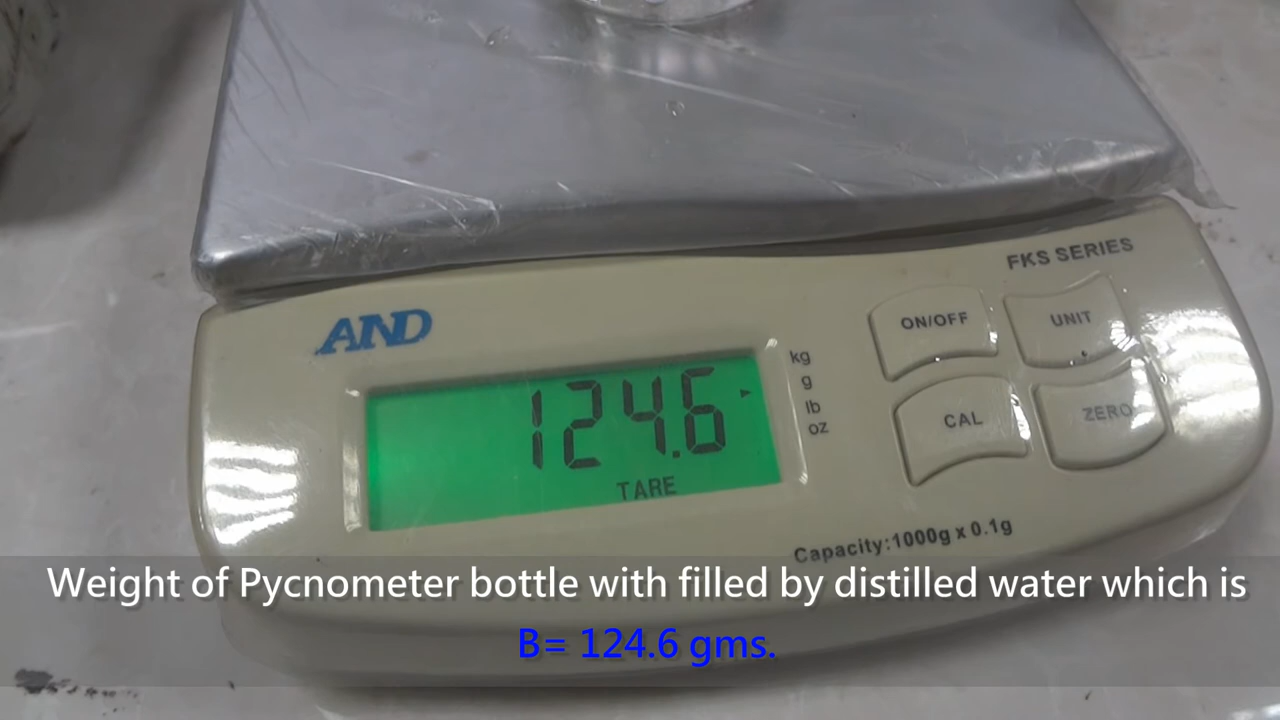 FKS SERIES
AND
ON/OFF
UNIT
kg
g
lb
oz
124.6
CAL
ZERO
TARE
Capacity:1000g x 0.1g
Weight of Pycnometer bottle with filled by distilled water which is
B= 124.6 gms.